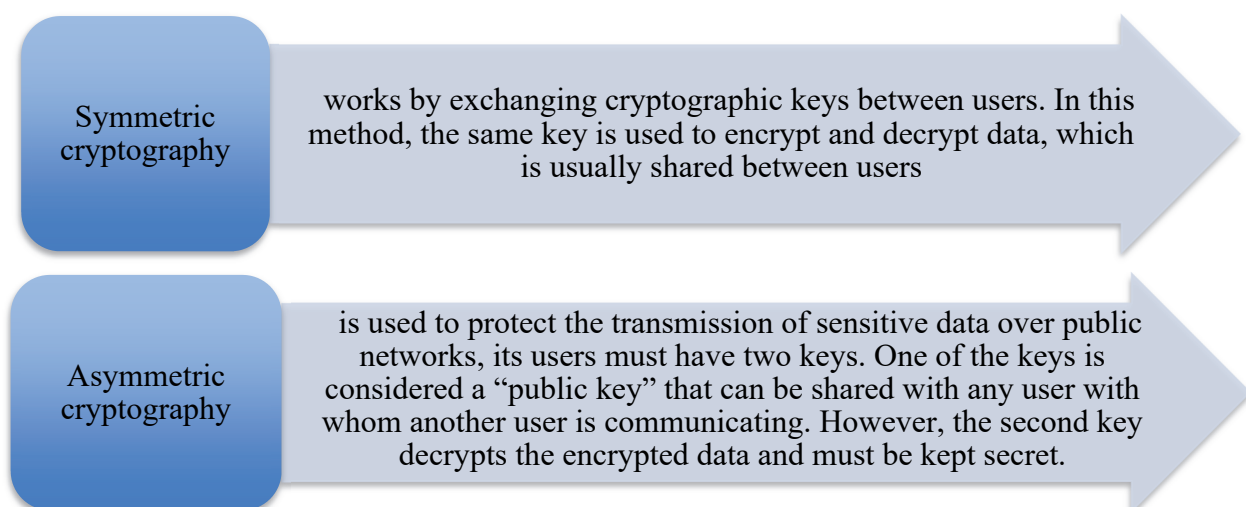 Symmetric
cryptography
works by exchanging cryptographic keys between users. In this
method, the same key is used to encrypt and decrypt data, which
is usually shared between users
Asymmetric
cryptography
is used to protect the transmission of sensitive data over public
networks, its users must have two keys. One of the keys is
considered a “public key” that can be shared with any user with
whom another user is communicating. However, the second key
decrypts the encrypted data and must be kept secret.